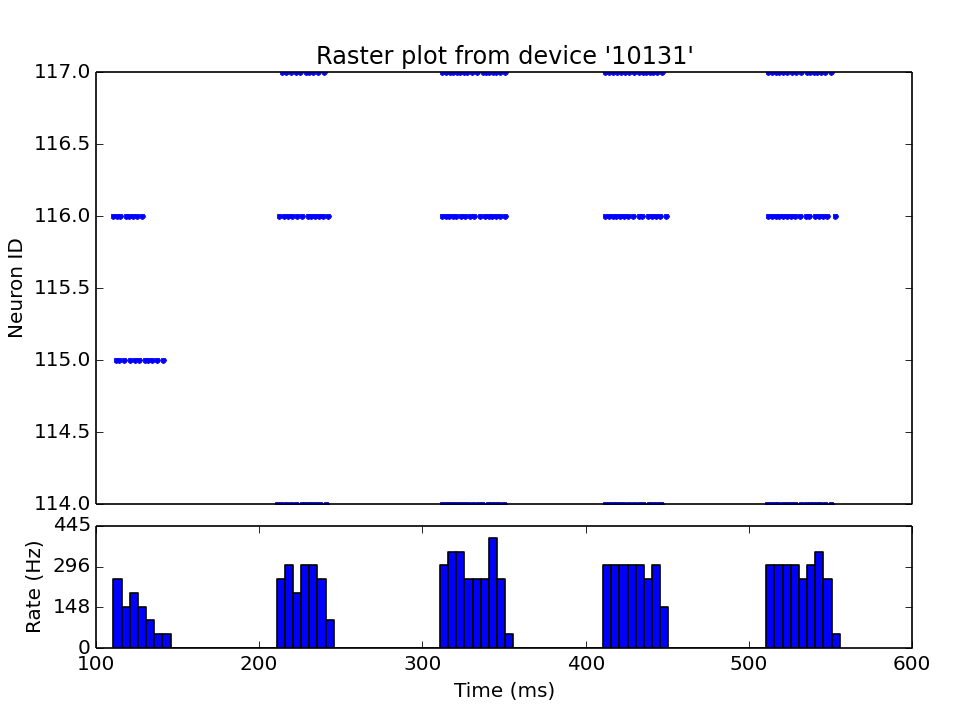 Raster plot from device '10131'
117.0
116.5
116.0
115.5
115.0
114.5
114.0
Neuron ID
445
296
148
0
Rate (Hz)
100 200 300 400 500 600
Time (ms)